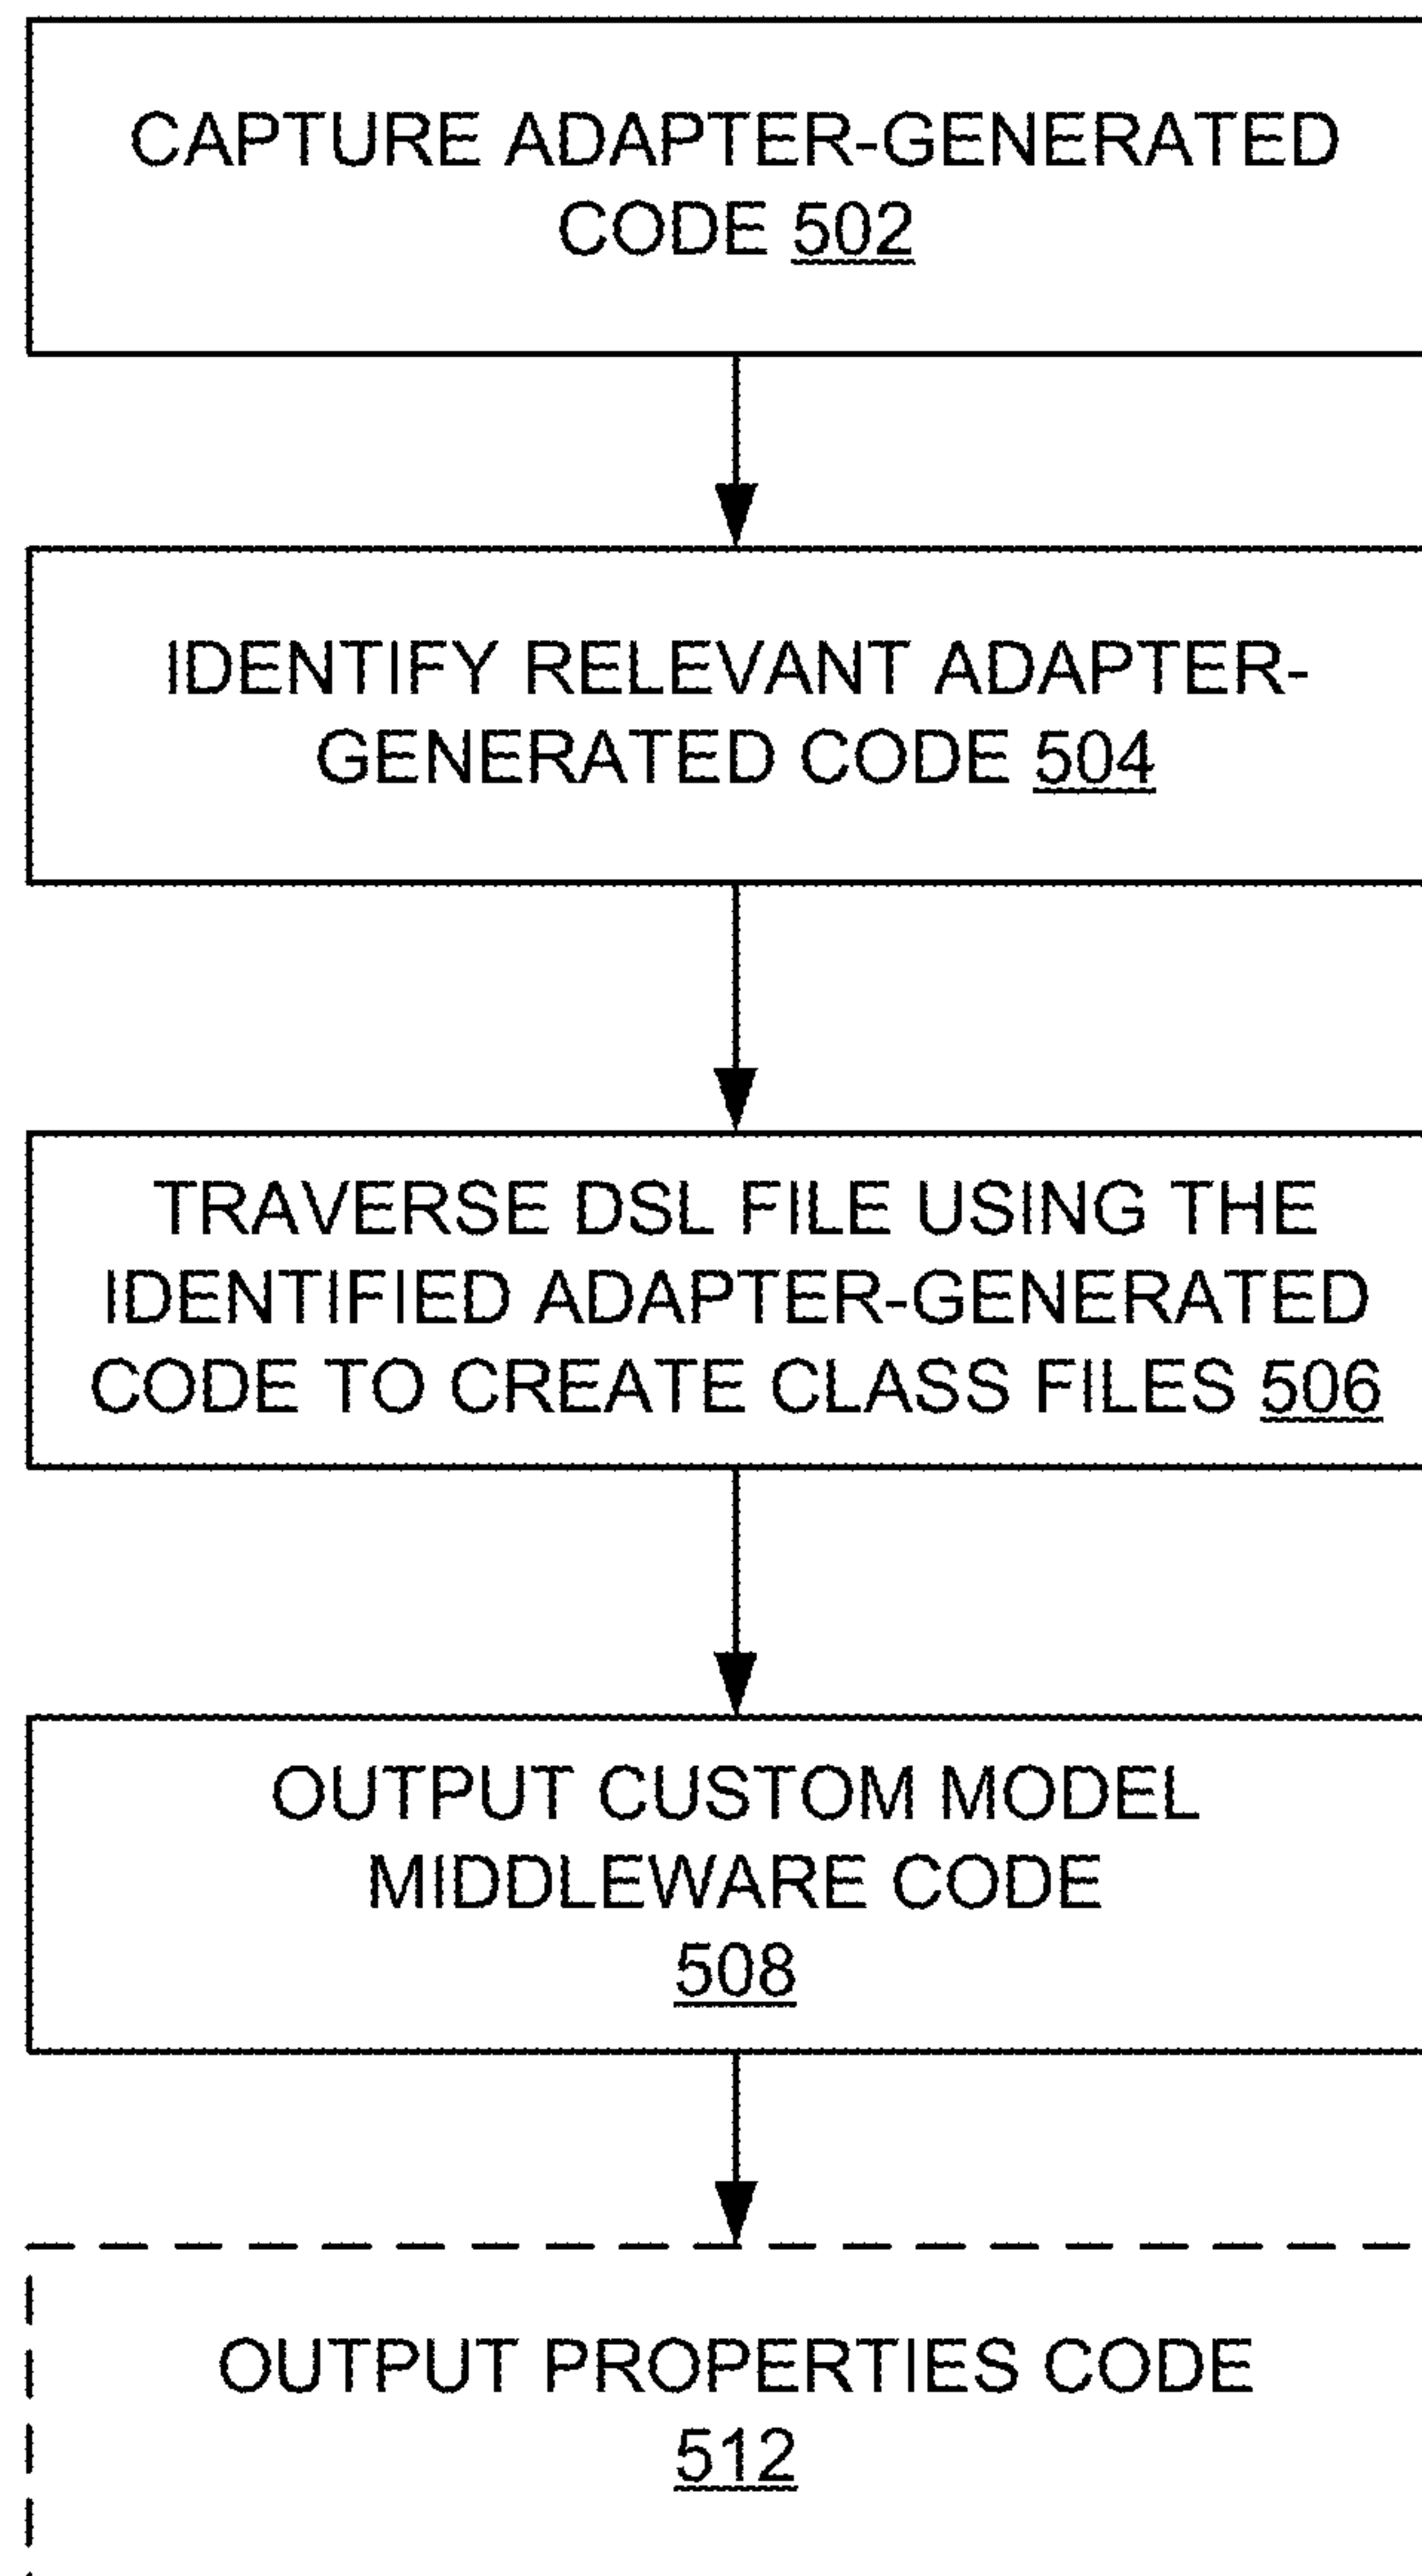 CAPTURE ADAPTER-GENERATED
CODE 502
IDENTIFY RELEVANT ADAPTER-
GENERATED CODE 504
TRAVERSE DSL FILE USING THE
IDENTIFIED ADAPTER-GENERATED
CODE TO CREATE CLASS FILES 506
OUTPUT CUSTOM MODEL
MIDDLEWARE CODE
508
OUTPUT PROPERTIES CODE
512